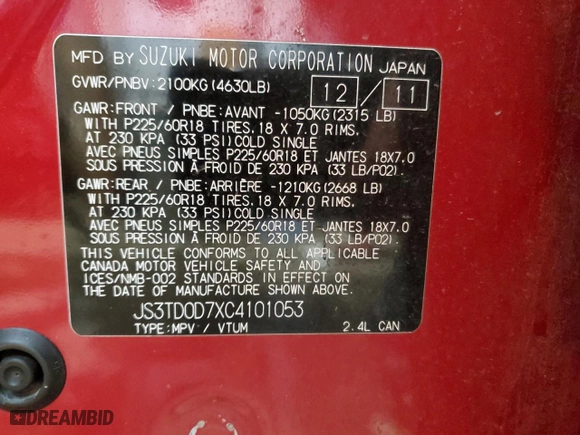 MFD BY SUZUKI MOTOR CORPORATION JAPAN
GVWR/PNBV:2100KG(4630LB) 12 / 11
GAWR:FRONT / PNBE:AVANT -1050KG(2315 LB)
WITH P225/60R18 TIRES.18 X 7.0 RIMS.
AT 230 KPA (33 PSI)COLD SINGLE
AVEC PNEUS SIMPLES P225/60R18 ET JANTES 18X7.0
SOUS PRESSION À FROID DE 230 KPA (33 LB/PO2).
GAWR:REAR / PNBE:ARRIÈRE -1210KG(2668 LB)
WITH P225/60R18 TIRES.18 X 7.0 RIMS.
AT 230 KPA (33 PSI)COLD SINGLE
AVEC PNEUS SIMPLES P225/60R18 ET JANTES 18X7.0
SOUS PRESSION À FROID DE 230 KPA (33 LB/PO2).
THIS VEHICLE CONFORMS TO ALL APPLICABLE
CANADA MOTOR VEHICLE SAFETY AND
ICES/NMB-002 STANDARDS IN EFFECT ON
THE DATE OF MANUFACTURE SHOWN ABOVE.
JS3TD0D7XC4101053
TYPE:MPV / VTUM 2.4L CAN
DREAMBID